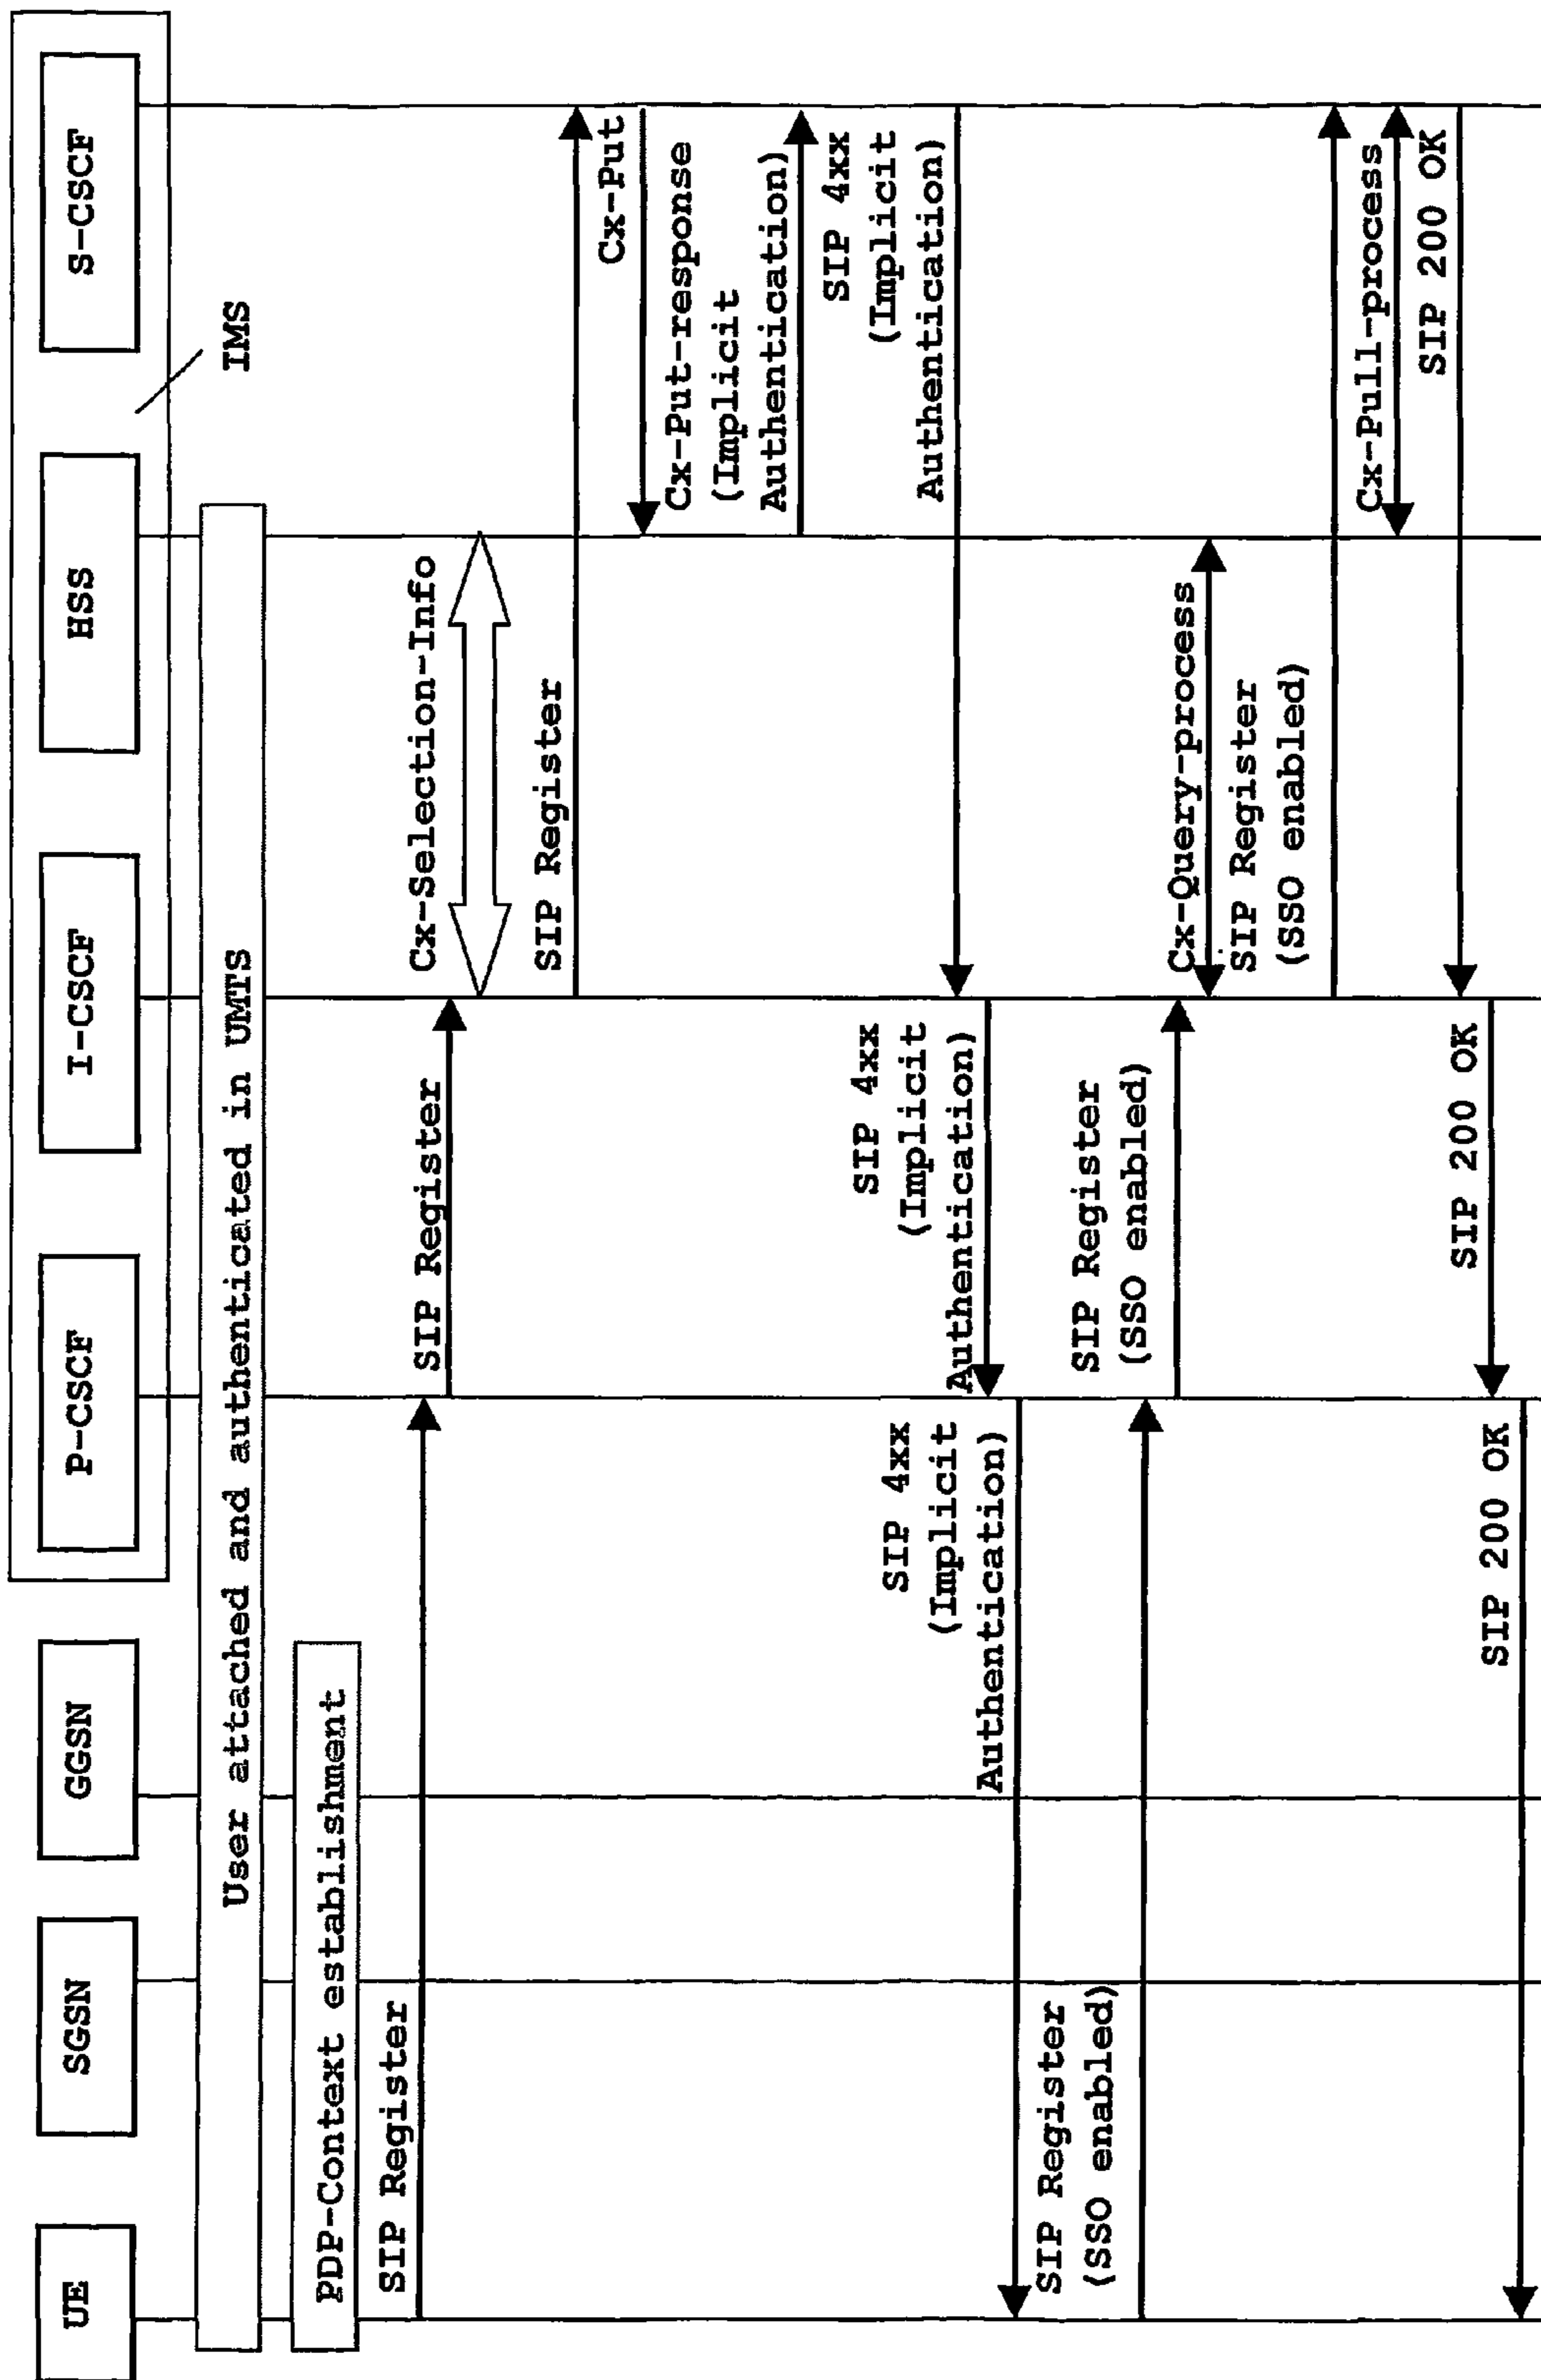 UE
SGSN
GGSN
P-CSCF
I-CSCF
HSS
S-CSCF
IMS
User attached and authenticated in UMTS
PDP-Context establishment
SIP Register
SIP Register
Cx-Selection-Info
SIP Register
Cx-Put
Cx-Put-response
(Implicit
Authentication)
SIP 4xx
(Implicit
Authentication)
SIP 4xx
(Implicit
Authentication)
SIP 4xx
(Implicit
Authentication)
SIP Register
(SSO enabled)
SIP Register
(SSO enabled)
Cx-Query-process
SIP Register
(SSO enabled)
Cx-Pull-process
SIP 200 OK
SIP 200 OK
SIP 200 OK